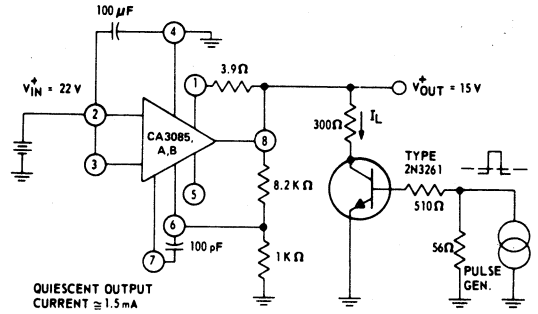 100 µF
4
3.9Ω
1
V⁺IN = 22 V
V⁺OUT = 15 V
2
300Ω
IL
CA3085,
A,B
8
3
TYPE
2N3261
5
8.2 KΩ
510Ω
6
100 pF
56Ω
7
1 KΩ
PULSE
GEN.
QUIESCENT OUTPUT
CURRENT ≅ 1.5 mA